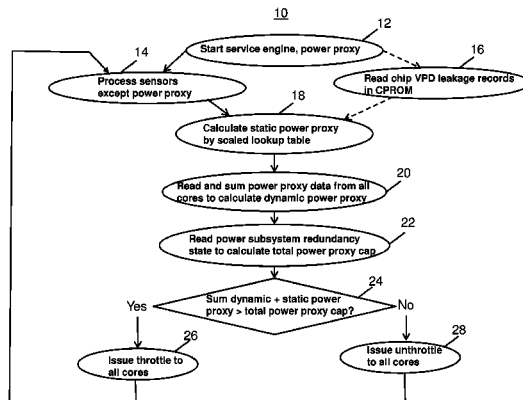 10
12
Start service engine, power proxy
14
Process sensors
except power proxy
16
Read chip VPD leakage records
in CPROM
18
Calculate static power proxy
by scaled lookup table
20
Read and sum power proxy data from all
cores to calculate dynamic power proxy
22
Read power subsystem redundancy
state to calculate total power proxy cap
24
Sum dynamic + static power
proxy > total power proxy cap?
Yes
No
26
Issue throttle to
all cores
28
Issue unthrottle to
all cores